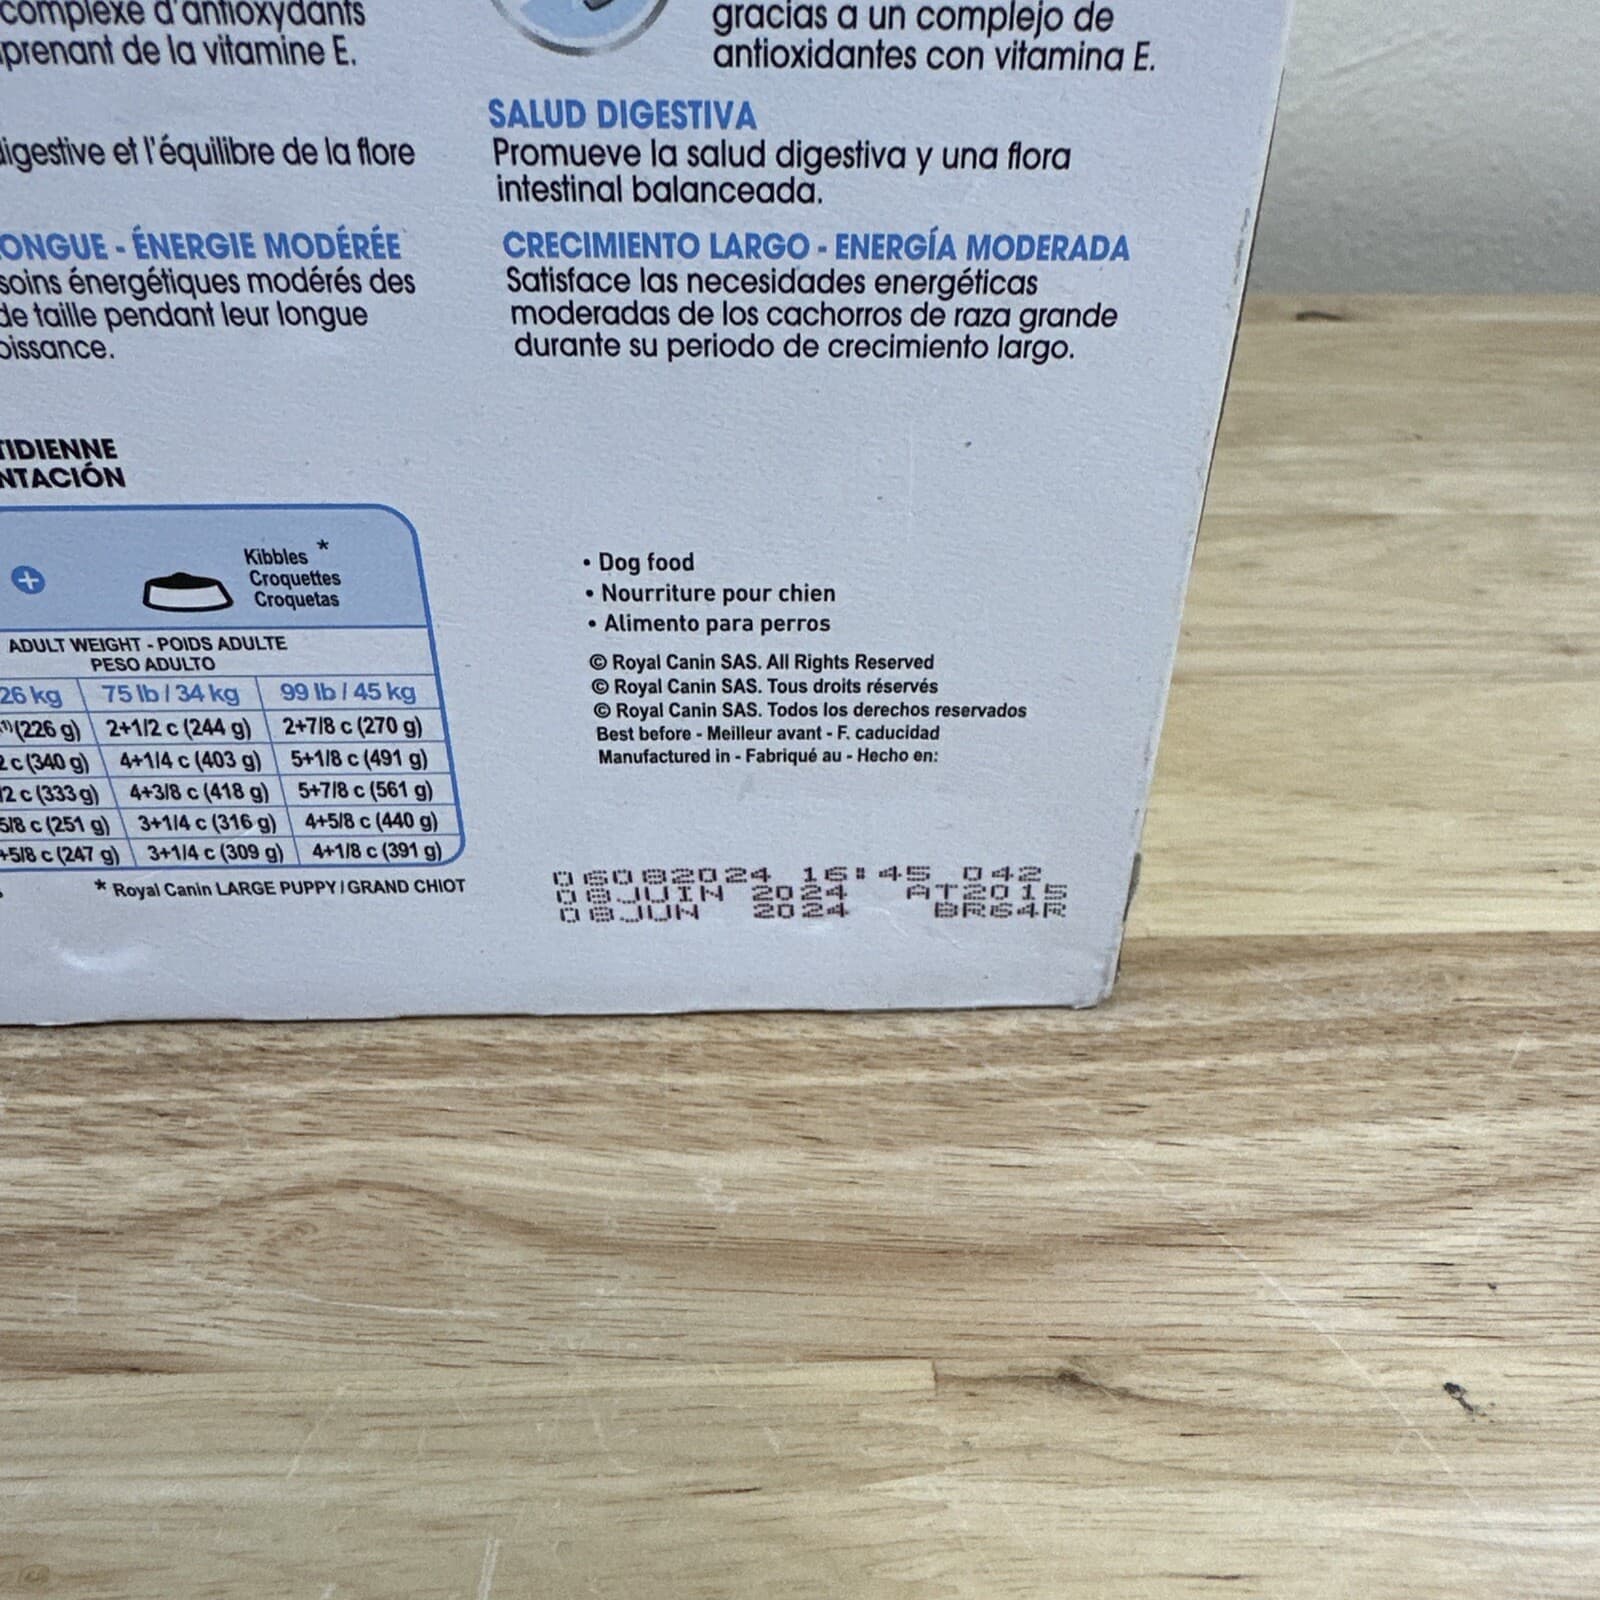 complexe d'antioxydants
prenant de la vitamine E.
gracias a un complejo de
antioxidantes con vitamina E.
digestive et l'équilibre de la flore
SALUD DIGESTIVA
Promueve la salud digestiva y una flora
intestinal balanceada.
ONGUE - ÉNERGIE MODÉRÉE
soins énergétiques modérés des
de taille pendant leur longue
oissance.
CRECIMIENTO LARGO - ENERGÍA MODERADA
Satisface las necesidades energéticas
moderadas de los cachorros de raza grande
durante su periodo de crecimiento largo.
TIDIENNE
NTACIÓN
+
Kibbles *
Croquettes
Croquetas
ADULT WEIGHT - POIDS ADULTE
PESO ADULTO
26 kg 75 lb / 34 kg 99 lb / 45 kg
(226 g) 2+1/2 c (244 g) 2+7/8 c (270 g)
2 c (340 g) 4+1/4 c (403 g) 5+1/8 c (491 g)
/2 c (333 g) 4+3/8 c (418 g) 5+7/8 c (561 g)
5/8 c (251 g) 3+1/4 c (316 g) 4+5/8 c (440 g)
+5/8 c (247 g) 3+1/4 c (309 g) 4+1/8 c (391 g)
* Royal Canin LARGE PUPPY / GRAND CHIOT
• Dog food
• Nourriture pour chien
• Alimento para perros
© Royal Canin SAS. All Rights Reserved
© Royal Canin SAS. Tous droits réservés
© Royal Canin SAS. Todos los derechos reservados
Best before - Meilleur avant - F. caducidad
Manufactured in - Fabriqué au - Hecho en:
06082024 16:45 042
08JUIN 2024 AT2015
08JUN 2024 BR64R